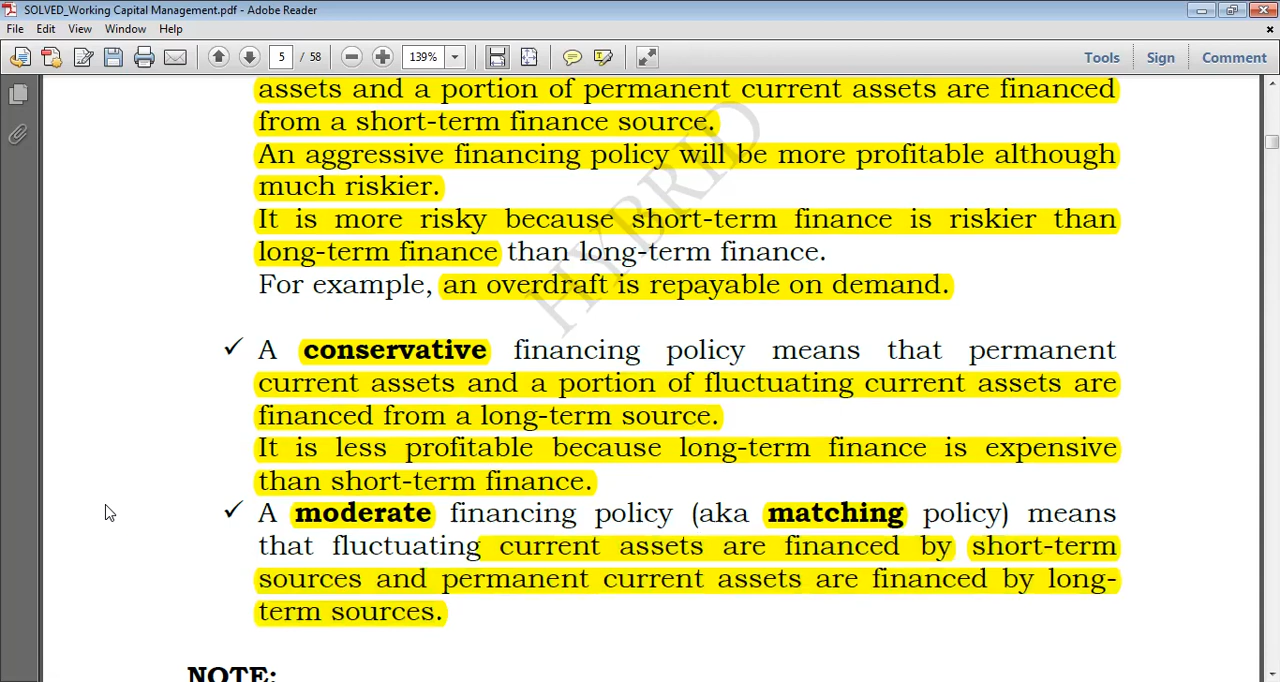 SOLVED_Working Capital Management.pdf - Adobe Reader
File Edit View Window Help
5 / 58 139% Tools Sign Comment
assets and a portion of permanent current assets are financed
from a short-term finance source.
An aggressive financing policy will be more profitable although
much riskier.
It is more risky because short-term finance is riskier than
long-term finance than long-term finance.
For example, an overdraft is repayable on demand.
HYBRID
✓ A conservative financing policy means that permanent
current assets and a portion of fluctuating current assets are
financed from a long-term source.
It is less profitable because long-term finance is expensive
than short-term finance.
✓ A moderate financing policy (aka matching policy) means
that fluctuating current assets are financed by short-term
sources and permanent current assets are financed by long-
term sources.
NOTE: